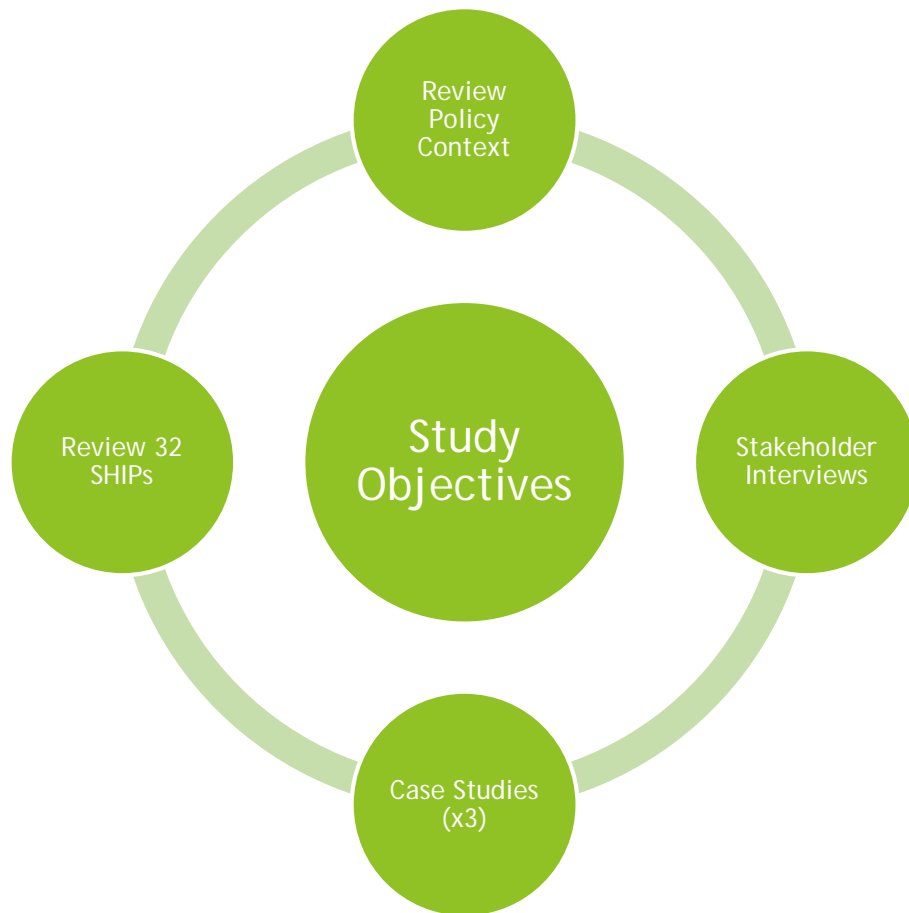 Review
Policy
Context
Study
Objectives
Stakeholder
Interviews
Case Studies
(x3)
Review 32
SHIPs